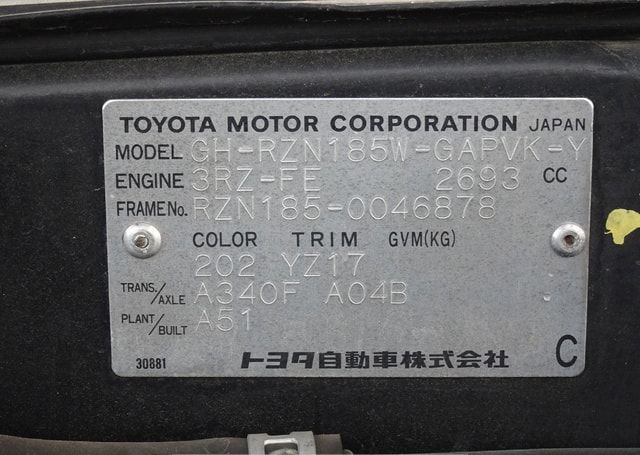 TOYOTA MOTOR CORPORATION JAPAN
MODEL GH-RZN185W-GAPVK-Y
ENGINE 3RZ-FE 2693 CC
FRAME No. RZN185-0046878
COLOR TRIM GVM(KG)
202 YZ17
TRANS./AXLE A340F A04B
PLANT/BUILT A51
30881 トヨタ自動車株式会社 C